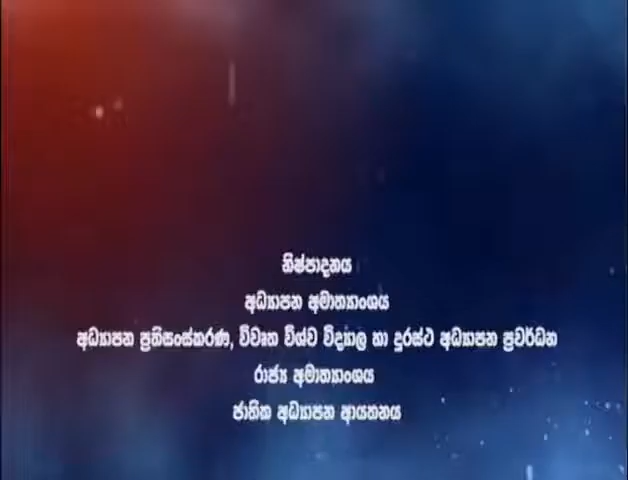 නිෂ්පාදනය
අධ්‍යාපන අමාත්‍යාංශය
අධ්‍යාපන ප්‍රතිසංස්කරණ, විවෘත විශ්ව විද්‍යාල හා දුරස්ථ අධ්‍යාපන ප්‍රවර්ධන
රාජ්‍ය අමාත්‍යාංශය
ජාතික අධ්‍යාපන ආයතනය